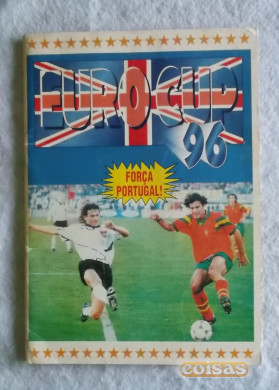 EURO CUP
96
FORÇA
PORTUGAL!
coisas